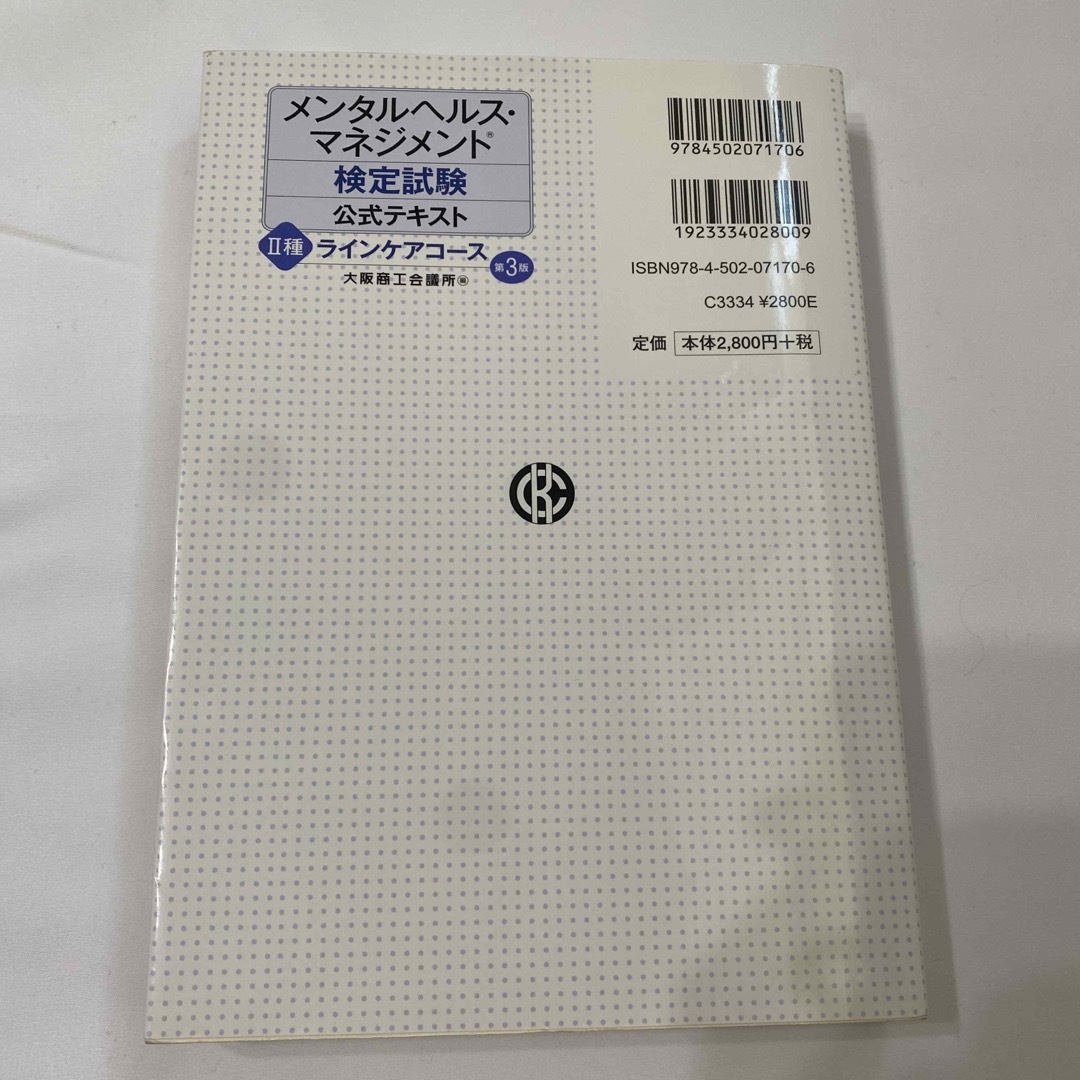 メンタルヘルス・
マネジメント®
検定試験
公式テキスト
II種 ラインケアコース
第3版
大阪商工会議所 編
9784502071706
1923334028009
ISBN978-4-502-07170-6
C3334 ¥2800E
定価 本体2,800円+税